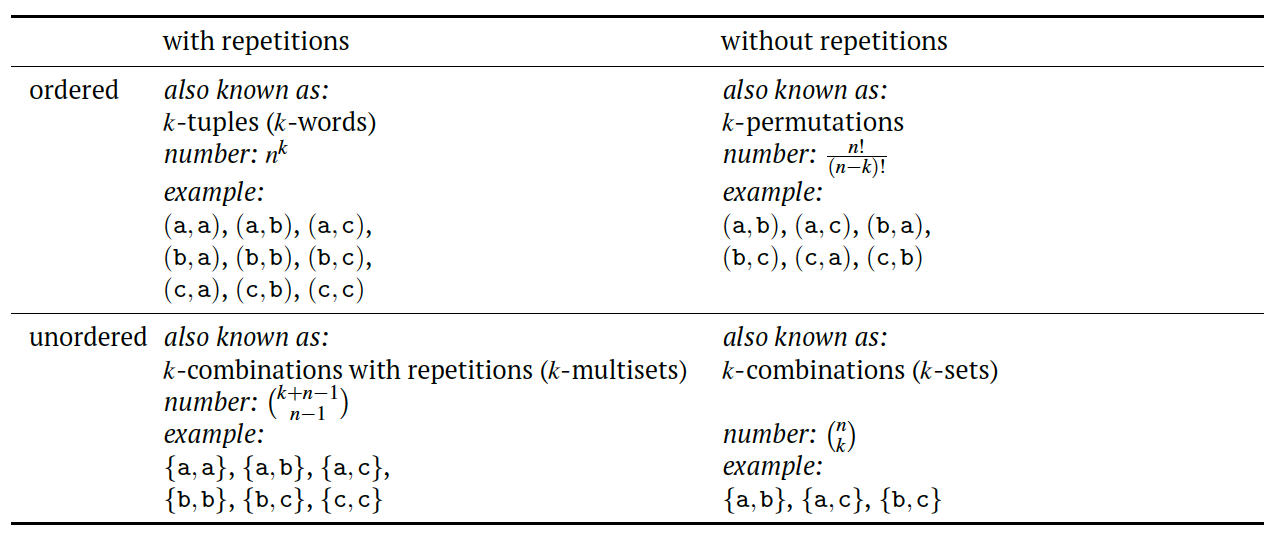 with repetitions without repetitions
ordered also known as: also known as:
k-tuples (k-words) k-permutations
number: n^k number: n!/(n−k)!
example: example:
(a,a), (a,b), (a,c), (a,b), (a,c), (b,a),
(b,a), (b,b), (b,c), (b,c), (c,a), (c,b)
(c,a), (c,b), (c,c)
unordered also known as: also known as:
k-combinations with repetitions (k-multisets) k-combinations (k-sets)
number: \binom{k+n−1}{n−1}
example: number: \binom{n}{k}
{a,a}, {a,b}, {a,c}, example:
{b,b}, {b,c}, {c,c} {a,b}, {a,c}, {b,c}